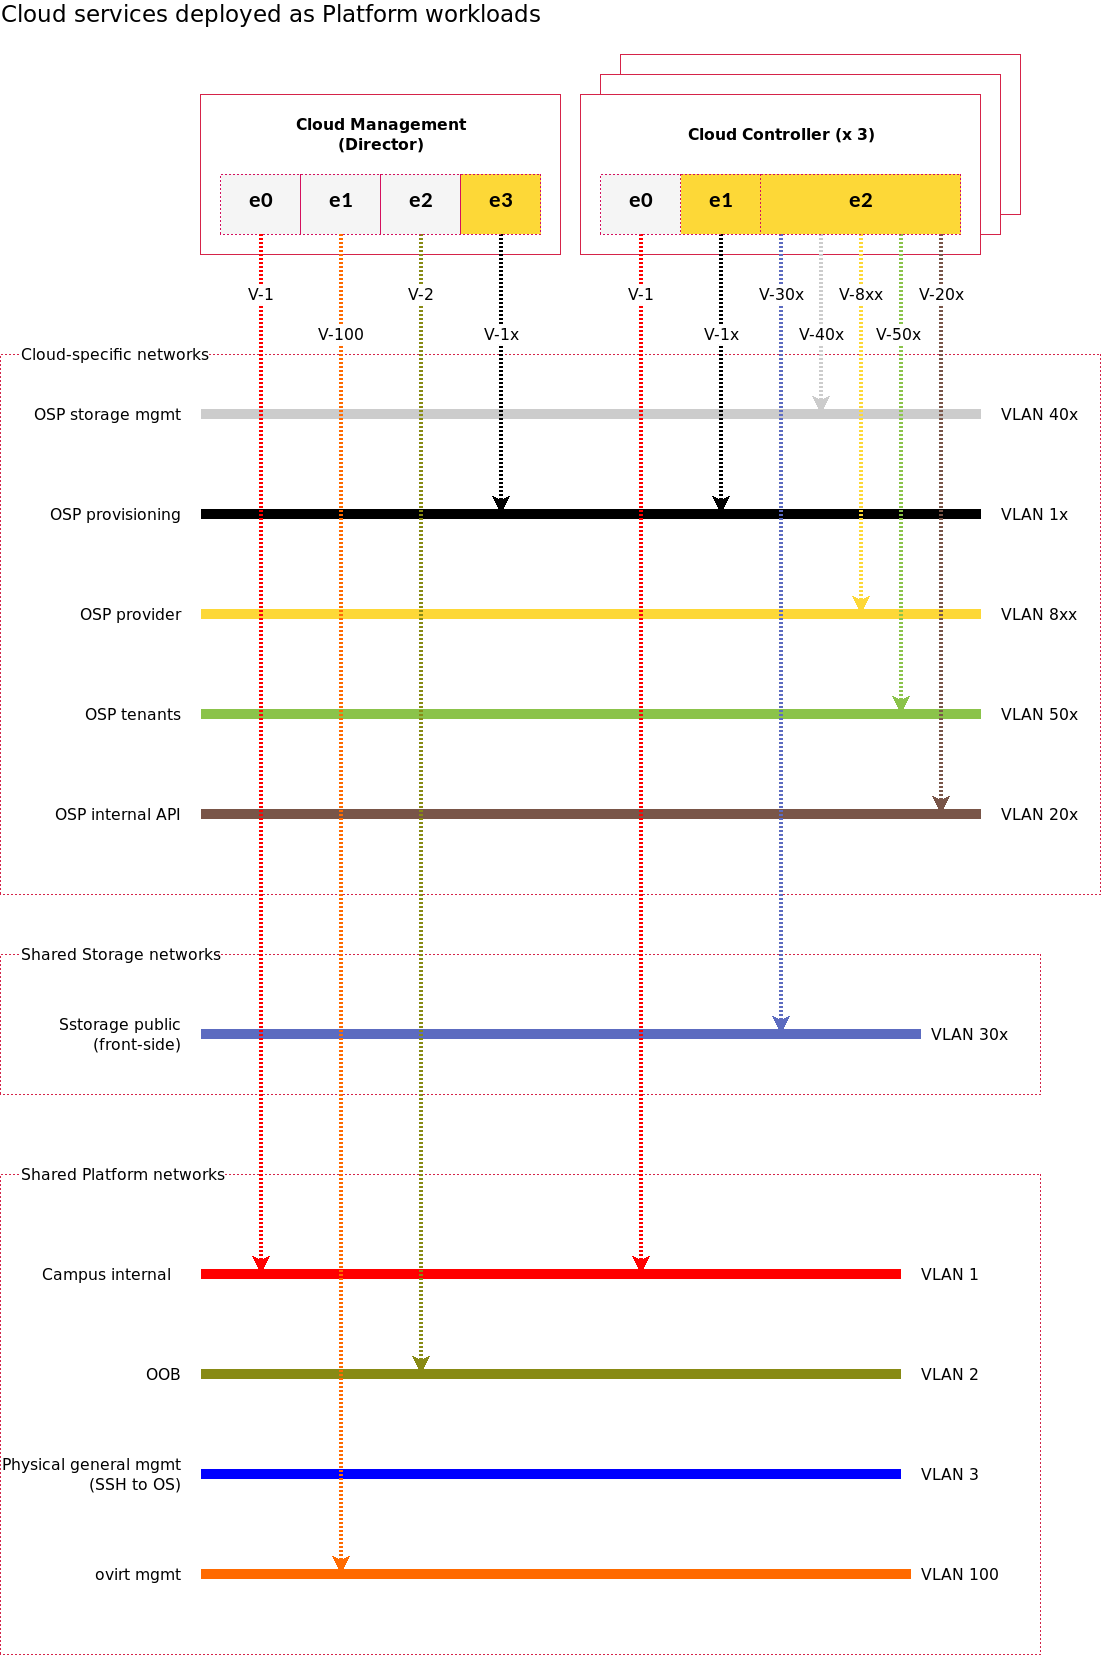 Cloud services deployed as Platform workloads
Cloud Management
(Director)
Cloud Controller (x 3)
e0 e1 e2 e3
e0 e1 e2
V-1 V-2 V-1 V-30x V-8xx V-20x
V-100 V-1x V-1x V-40x V-50x
Cloud-specific networks
OSP storage mgmt VLAN 40x
OSP provisioning VLAN 1x
OSP provider VLAN 8xx
OSP tenants VLAN 50x
OSP internal API VLAN 20x
Shared Storage networks
Sstorage public
(front-side)
VLAN 30x
Shared Platform networks
Campus internal VLAN 1
OOB VLAN 2
Physical general mgmt
(SSH to OS)
VLAN 3
ovirt mgmt VLAN 100